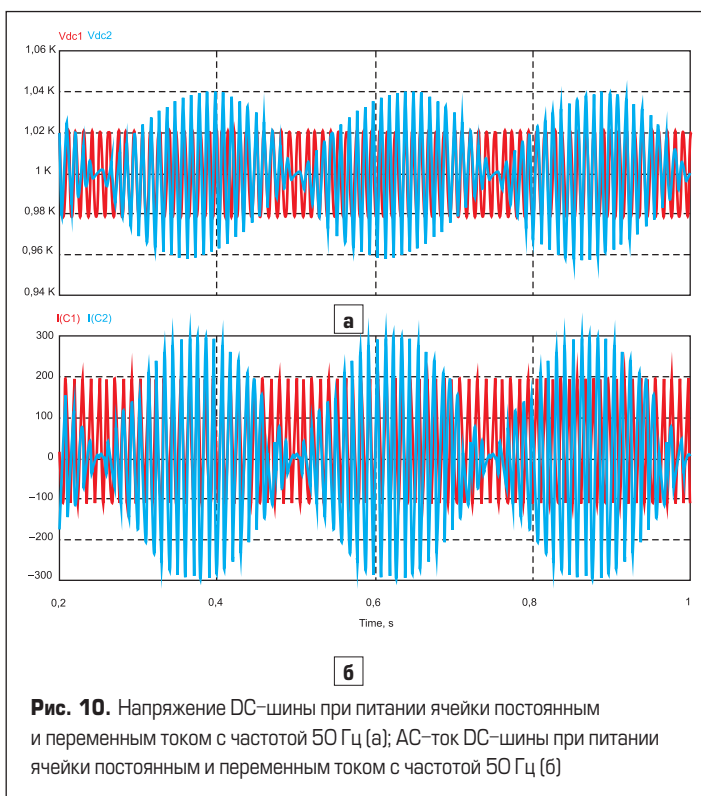 Vdc1 Vdc2
1,06 K
1,04 K
1,02 K
1 K
0,98 K
0,96 K
0,94 K
а
I(C1) I(C2)
300
200
100
0
–100
–200
–300
0,2 0,4 0,6 0,8 1
Time, s
б
Рис. 10. Напряжение DC–шины при питании ячейки постоянным
и переменным током с частотой 50 Гц (а); АС–ток DC–шины при питании
ячейки постоянным и переменным током с частотой 50 Гц (б)